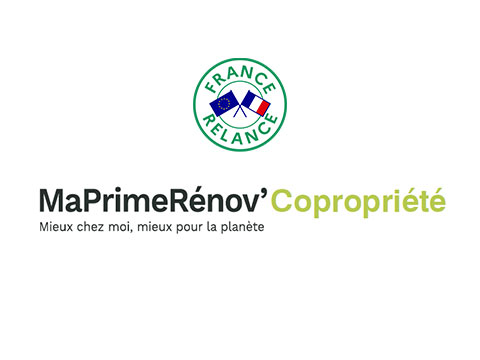 FRANCE
RELANCE
MaPrimeRénov’ Copropriété
Mieux chez moi, mieux pour la planète